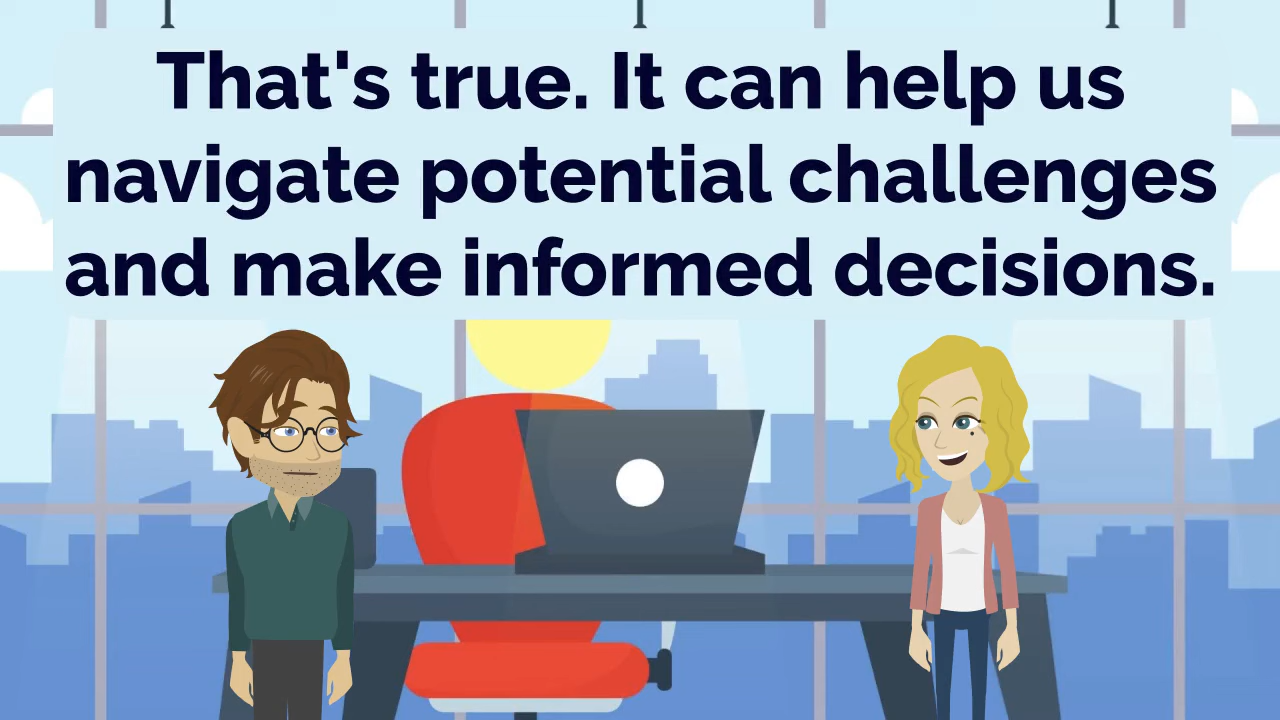 That's true. It can help us
navigate potential challenges
and make informed decisions.